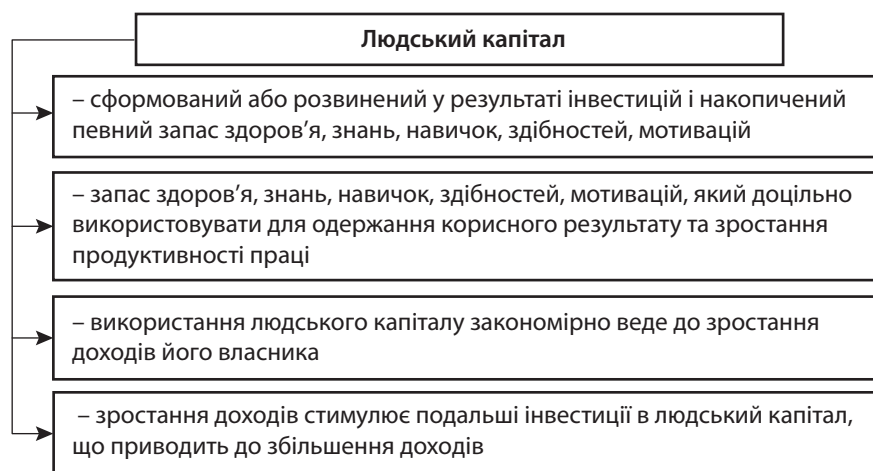 Людський капітал
– сформований або розвинений у результаті інвестицій і накопичений
певний запас здоров’я, знань, навичок, здібностей, мотивацій
– запас здоров’я, знань, навичок, здібностей, мотивацій, який доцільно
використовувати для одержання корисного результату та зростання
продуктивності праці
– використання людського капіталу закономірно веде до зростання
доходів його власника
– зростання доходів стимулює подальші інвестиції в людський капітал,
що приводить до збільшення доходів